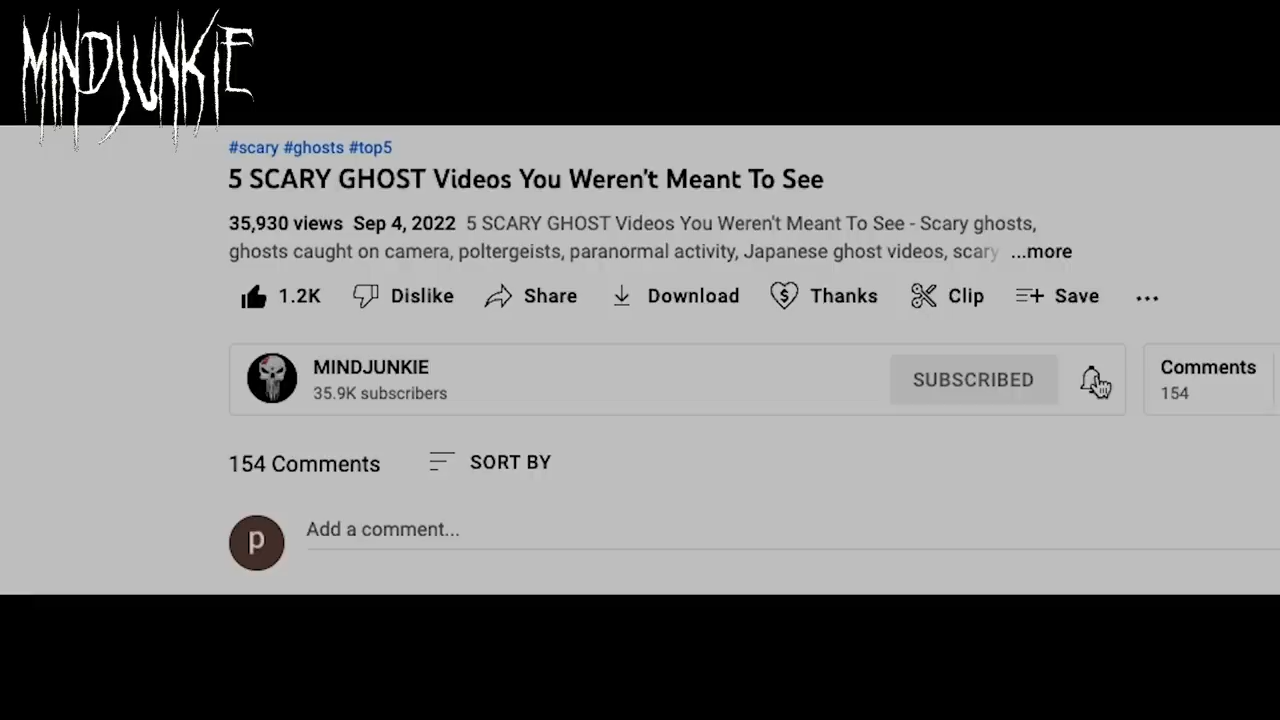 MINDJUNKIE
#scary #ghosts #top5
5 SCARY GHOST Videos You Weren't Meant To See
35,930 views Sep 4, 2022 5 SCARY GHOST Videos You Weren't Meant To See - Scary ghosts,
ghosts caught on camera, poltergeists, paranormal activity, Japanese ghost videos, scary ...more
1.2K Dislike Share Download Thanks Clip Save
MINDJUNKIE
35.9K subscribers
SUBSCRIBED
Comments
154
154 Comments SORT BY
p
Add a comment...